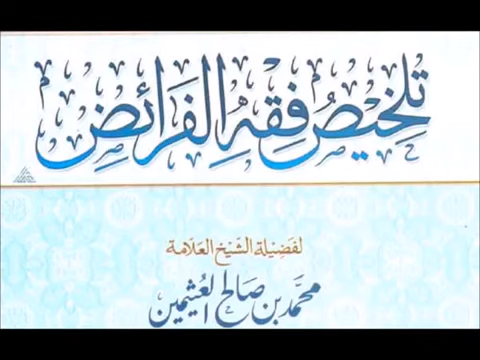 تلخيص فقه الفرائض
لفضيلة الشيخ العلامة
محمد بن صالح العثيمين